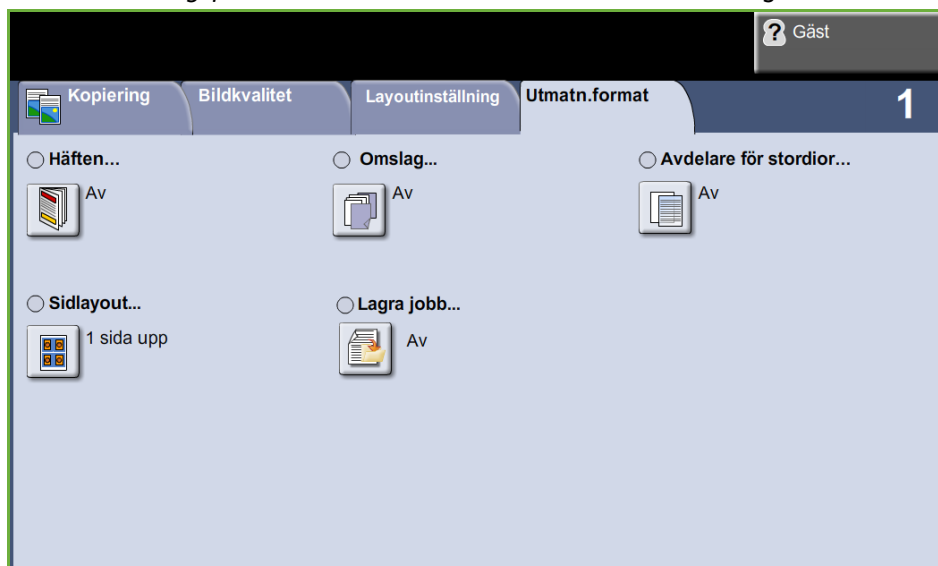 ? Gäst
Kopiering Bildkvalitet Layoutinställning Utmatn.format 1
Häften... Omslag... Avdelare för stordior...
Av Av Av
Sidlayout... Lagra jobb...
1 sida upp Av